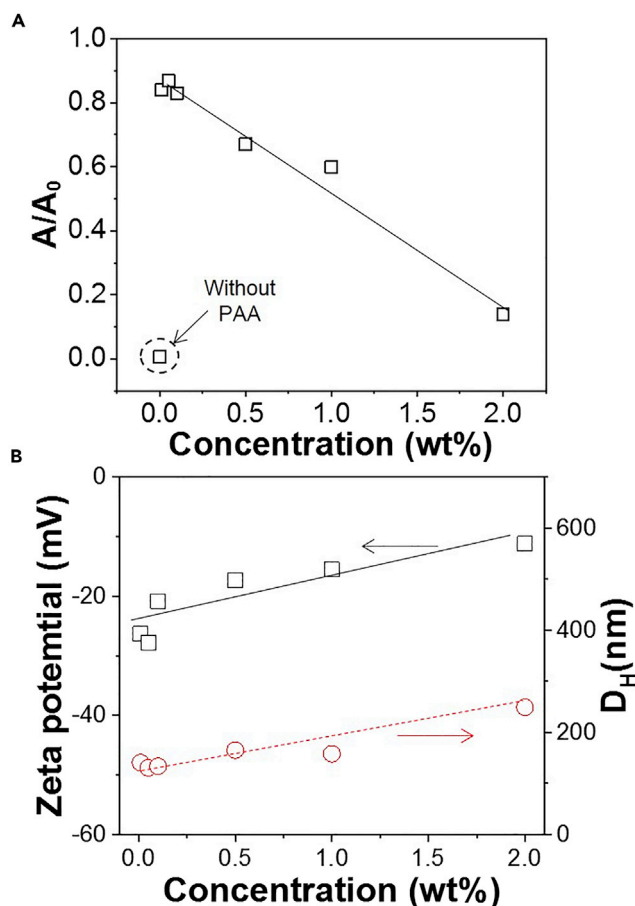 A
1.0
0.8
0.6
0.4
0.2
0.0
A/A₀
Without
PAA
0.0 0.5 1.0 1.5 2.0
Concentration (wt%)
B
0
-20
-40
-60
Zeta potemtial (mV)
600
400
200
0
D_H(nm)
0.0 0.5 1.0 1.5 2.0
Concentration (wt%)